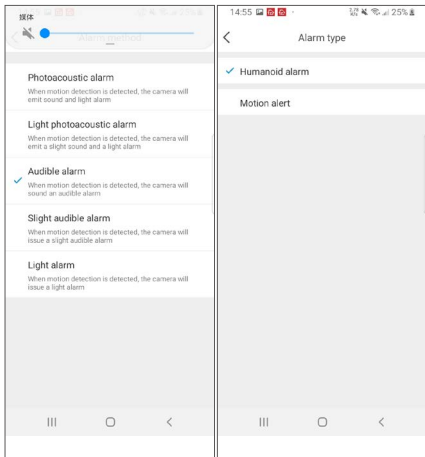 媒体
Alarm method
Photoacoustic alarm
When motion detection is detected, the camera will
emit sound and light alarm
Light photoacoustic alarm
When motion detection is detected, the camera will
emit a slight sound and a light alarm
Audible alarm
When motion detection is detected, the camera will
sound an audible alarm
Slight audible alarm
When motion detection is detected, the camera will
issue a slight audible alarm
Light alarm
When motion detection is detected, the camera will
issue a light alarm
14:55
25%
Alarm type
Humanoid alarm
Motion alert